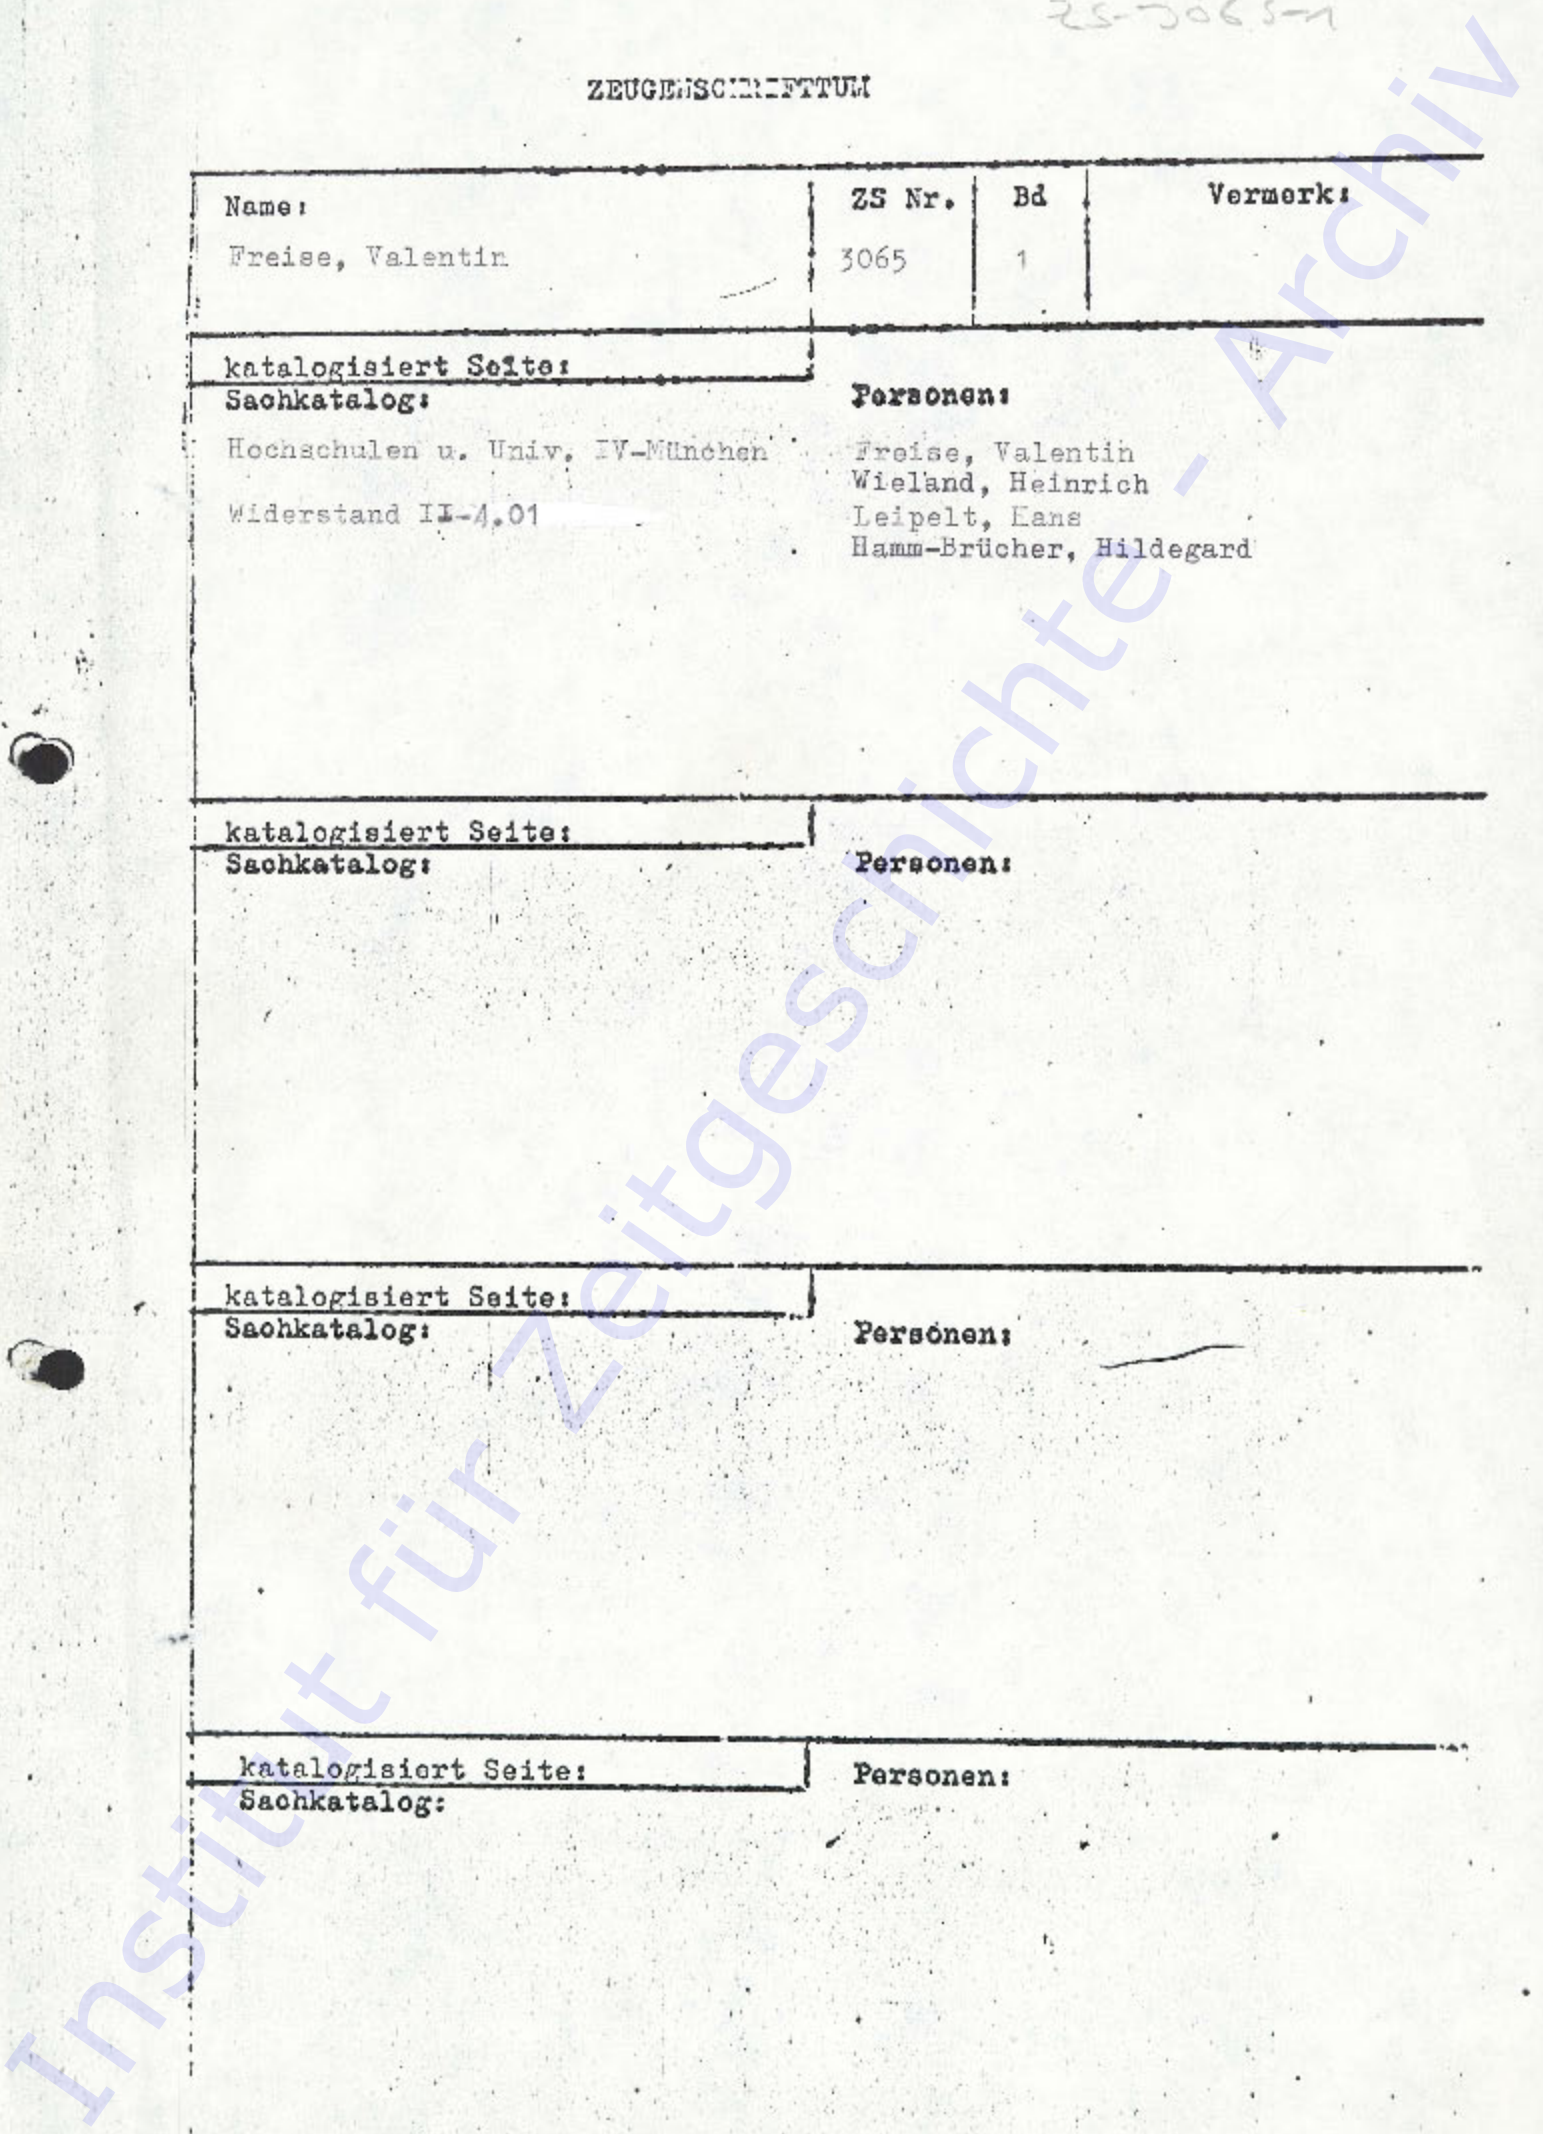 ZS-3065-1
ZEUGENSCHRIFTTUM
Name: ZS Nr. Bd Vermerk:
Freise, Valentin 3065 1
katalogisiert Seite:
Sachkatalog: Personen:
Hochschulen u. Univ. IV-München Freise, Valentin
Wieland, Heinrich
Widerstand II-4.01 Leipelt, Hans
Hamm-Brücher, Hildegard
katalogisiert Seite:
Sachkatalog: Personen:
katalogisiert Seite:
Sachkatalog: Personen:
katalogisiert Seite: Personen:
Sachkatalog:
Institut für Zeitgeschichte - Archiv